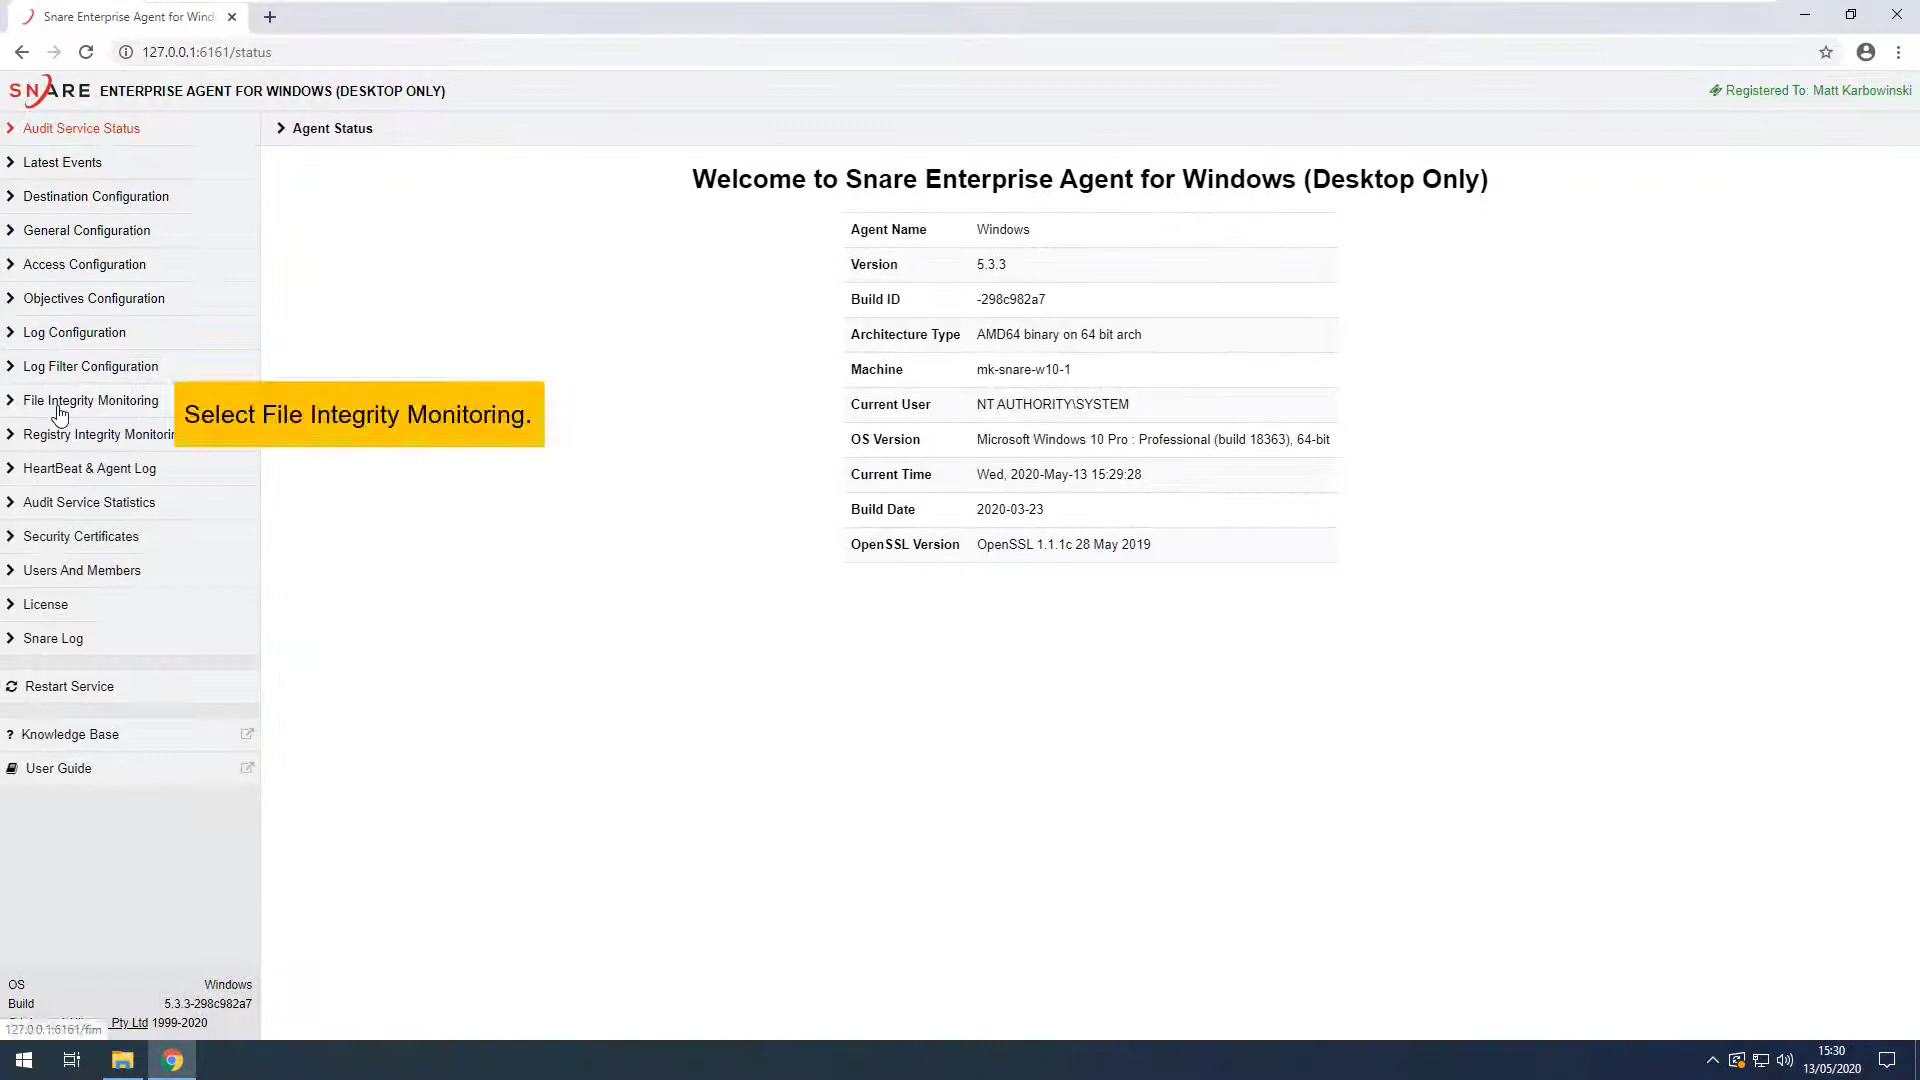 Snare Enterprise Agent for Wind
127.0.0.1:6161/status
SNARE ENTERPRISE AGENT FOR WINDOWS (DESKTOP ONLY)
Registered To: Matt Karbowinski
Audit Service Status
Latest Events
Destination Configuration
General Configuration
Access Configuration
Objectives Configuration
Log Configuration
Log Filter Configuration
File Integrity Monitoring
Registry Integrity Monitorin
HeartBeat & Agent Log
Audit Service Statistics
Security Certificates
Users And Members
License
Snare Log
Restart Service
? Knowledge Base
User Guide
Select File Integrity Monitoring.
Agent Status
Welcome to Snare Enterprise Agent for Windows (Desktop Only)
Agent Name Windows
Version 5.3.3
Build ID -298c982a7
Architecture Type AMD64 binary on 64 bit arch
Machine mk-snare-w10-1
Current User NT AUTHORITY\SYSTEM
OS Version Microsoft Windows 10 Pro : Professional (build 18363), 64-bit
Current Time Wed, 2020-May-13 15:29:28
Build Date 2020-03-23
OpenSSL Version OpenSSL 1.1.1c 28 May 2019
OS Windows
Build 5.3.3-298c982a7
Pty Ltd 1999-2020
127.0.0.1:6161/fim
15:30
13/05/2020